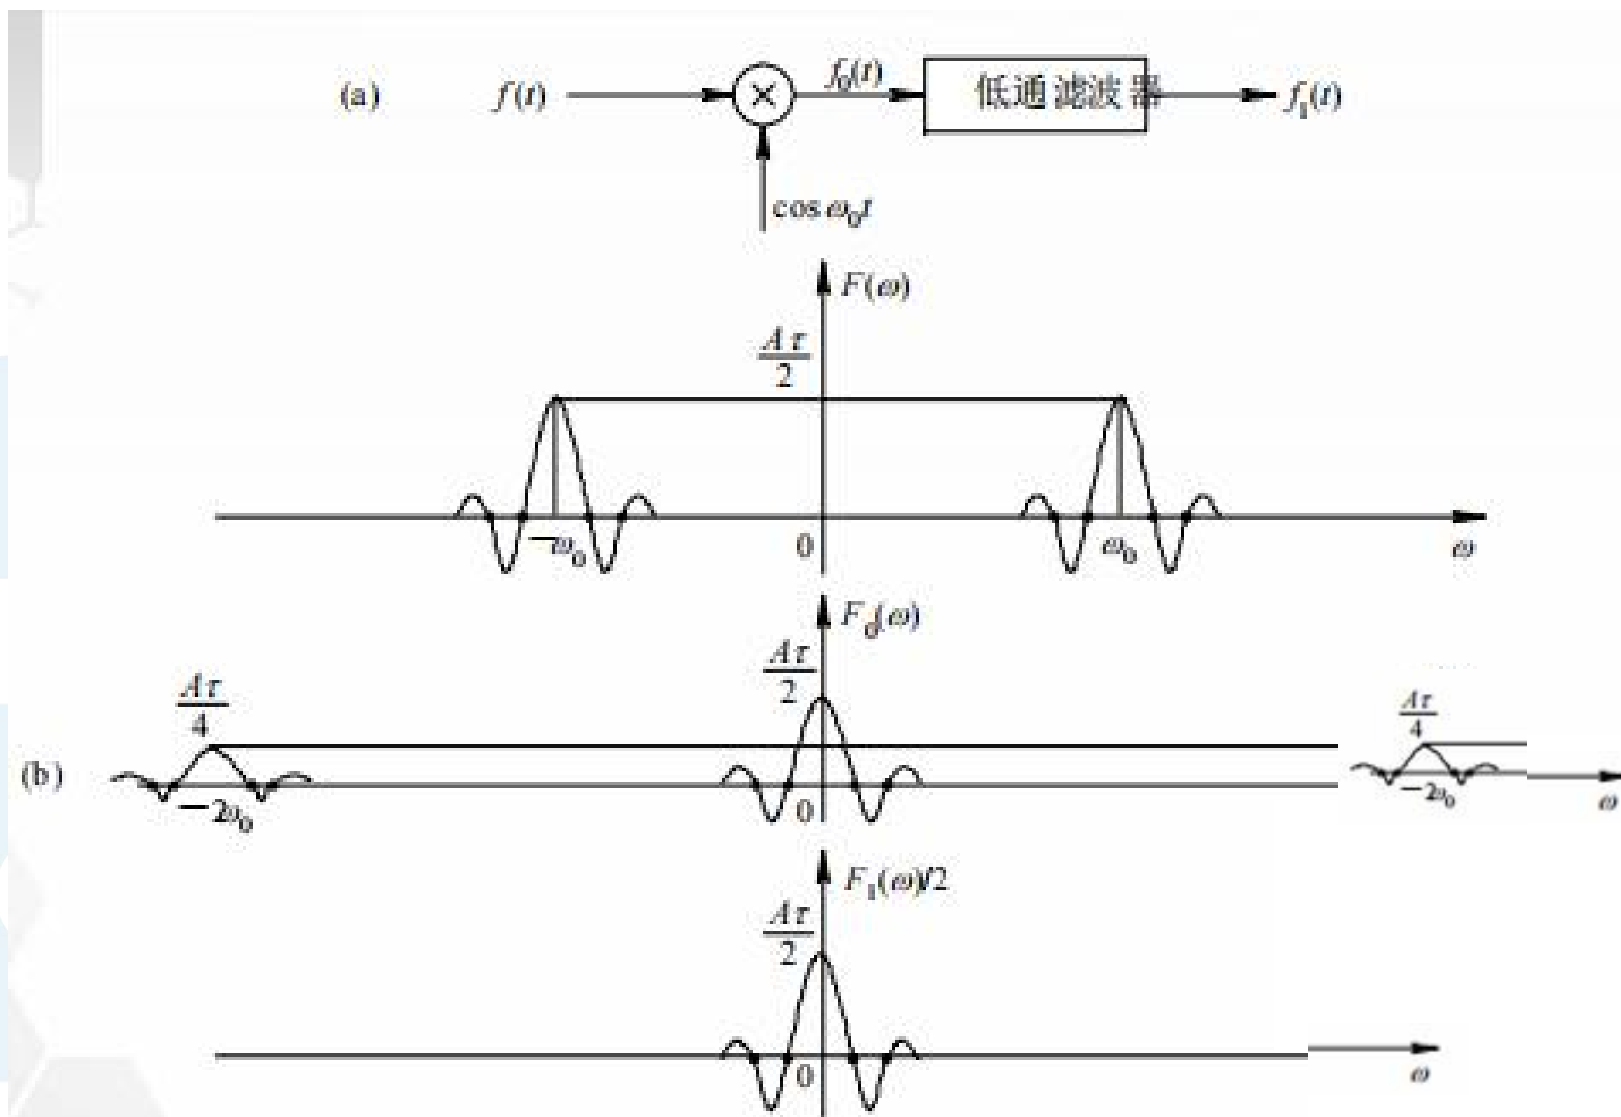 (a) f(t) × f₀(t) 低通滤波器 f₁(t)
cos ω₀t
F(ω)
Aτ/2
−ω₀ 0 ω₀ ω
F₀(ω)
Aτ/2
Aτ/4 Aτ/4
(b)
−2ω₀ 0 −2ω₀ ω
F₁(ω)/2
Aτ/2
0 ω